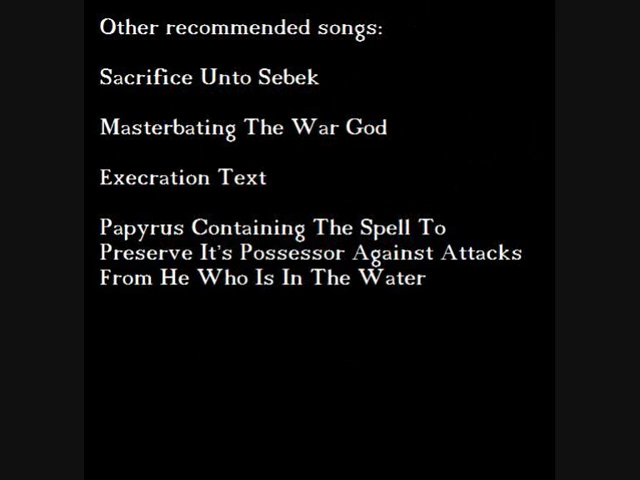 Other recommended songs:
Sacrifice Unto Sebek
Masterbating The War God
Execration Text
Papyrus Containing The Spell To
Preserve It's Possessor Against Attacks
From He Who Is In The Water